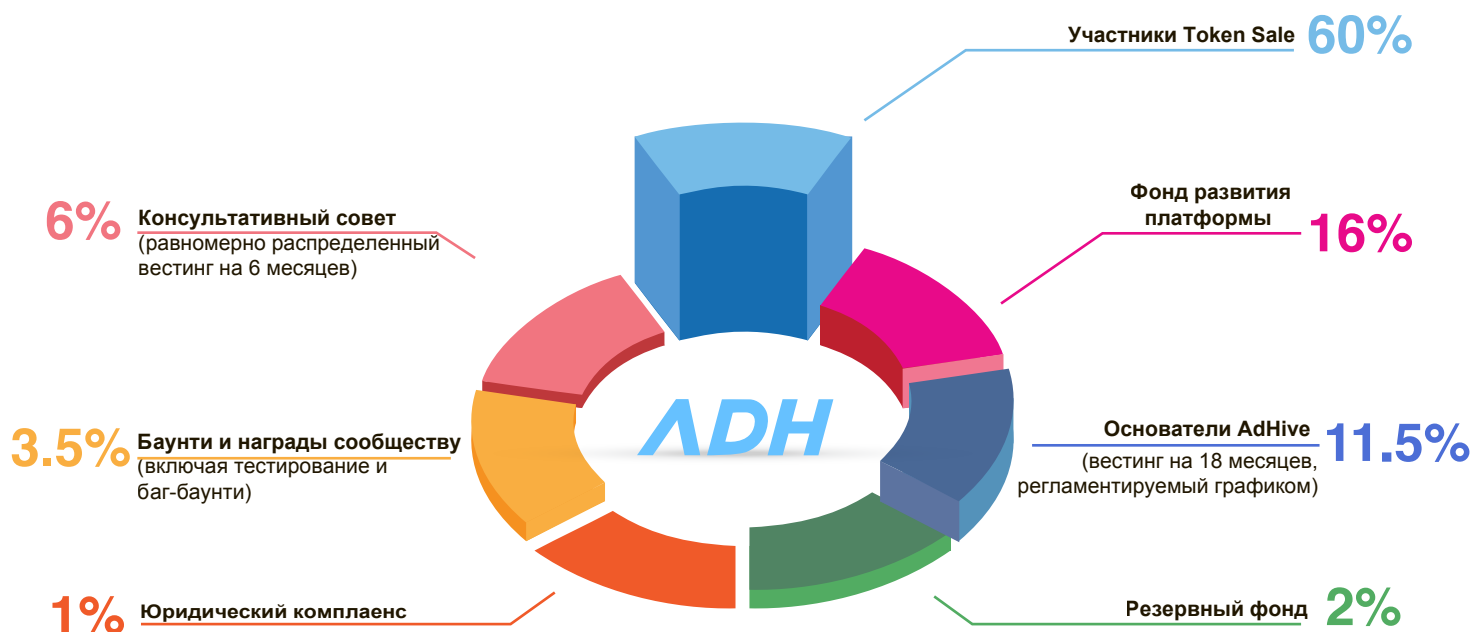 Участники Token Sale 60%
Фонд развития
платформы
16%
6% Консультативный совет
(равномерно распределенный
вестинг на 6 месяцев)
ADH
3.5% Баунти и награды сообществу
(включая тестирование и
баг-баунти)
Основатели AdHive 11.5%
(вестинг на 18 месяцев,
регламентируемый графиком)
1% Юридический комплаенс
Резервный фонд 2%